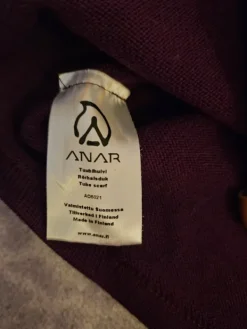 ANAR
Tuubihuivi
Rörhalsduk
Tube scarf
Valmistettu Suomessa
Tillverkad i Finland
Made in Finland
www.anar.fi